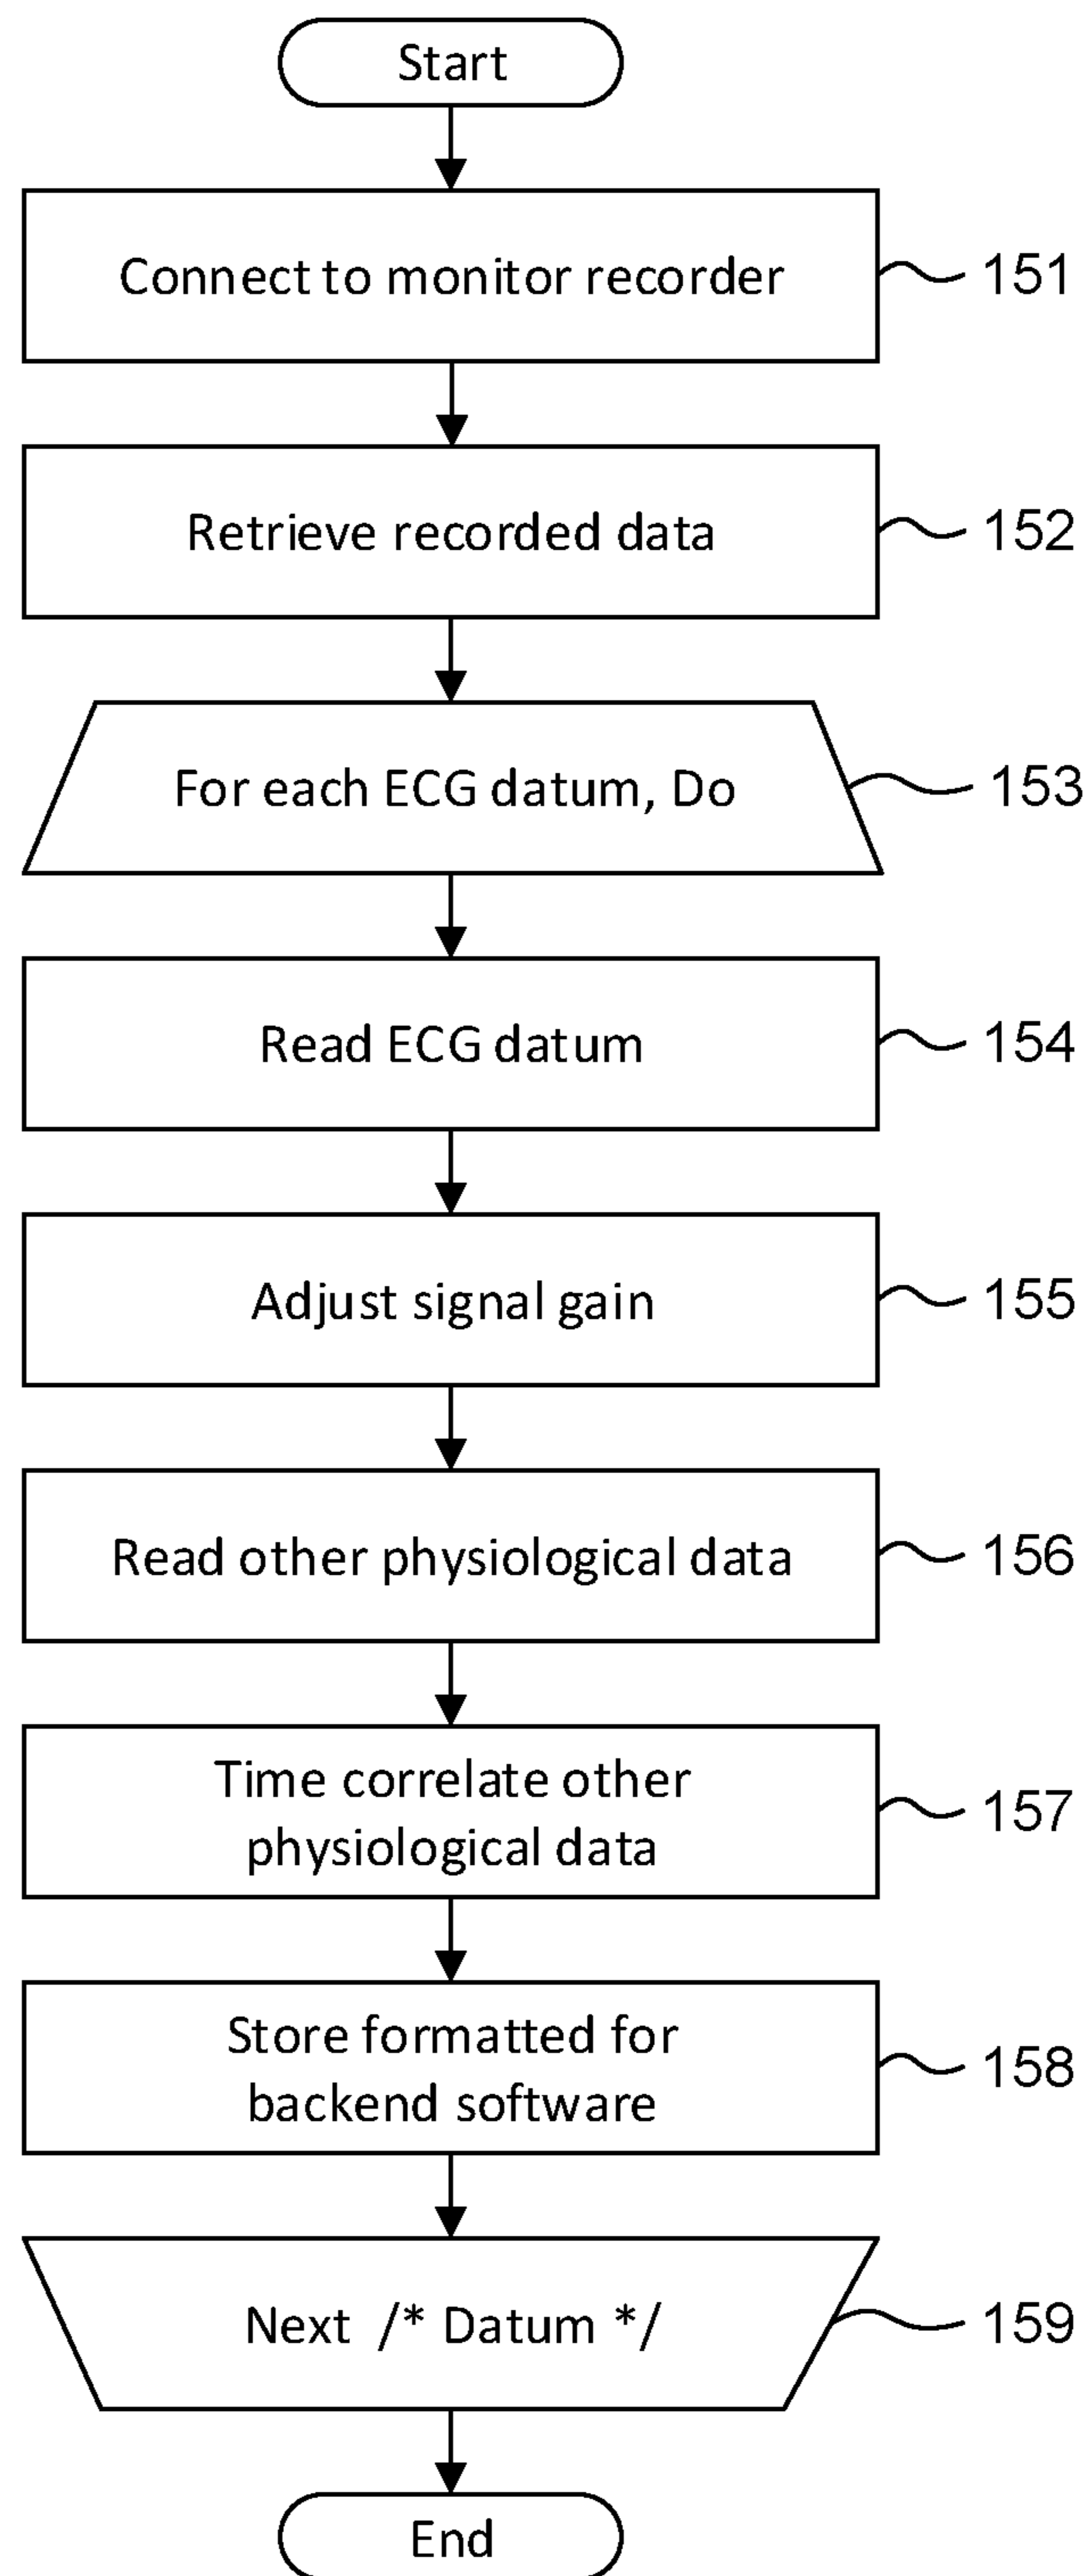 Start
Connect to monitor recorder
151
Retrieve recorded data
152
For each ECG datum, Do
153
Read ECG datum
154
Adjust signal gain
155
Read other physiological data
156
Time correlate other
physiological data
157
Store formatted for
backend software
158
Next /* Datum */
159
End